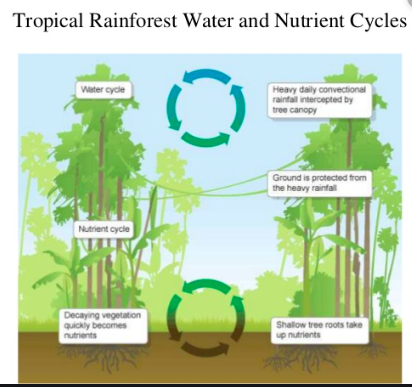 Tropical Rainforest Water and Nutrient Cycles
Water cycle
Heavy daily convectional
rainfall intercepted by
tree canopy
Ground is protected from
the heavy rainfall
Nutrient cycle
Decaying vegetation
quickly becomes
nutrients
Shallow tree roots take
up nutrients